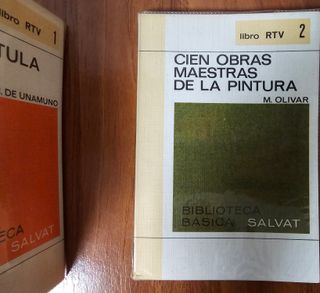 libro RTV 1
TULA
. DE UNAMUNO
ECA
SALVAT
libro RTV 2
CIEN OBRAS
MAESTRAS
DE LA PINTURA
M. OLIVAR
BIBLIOTECA
BASICA SALVAT